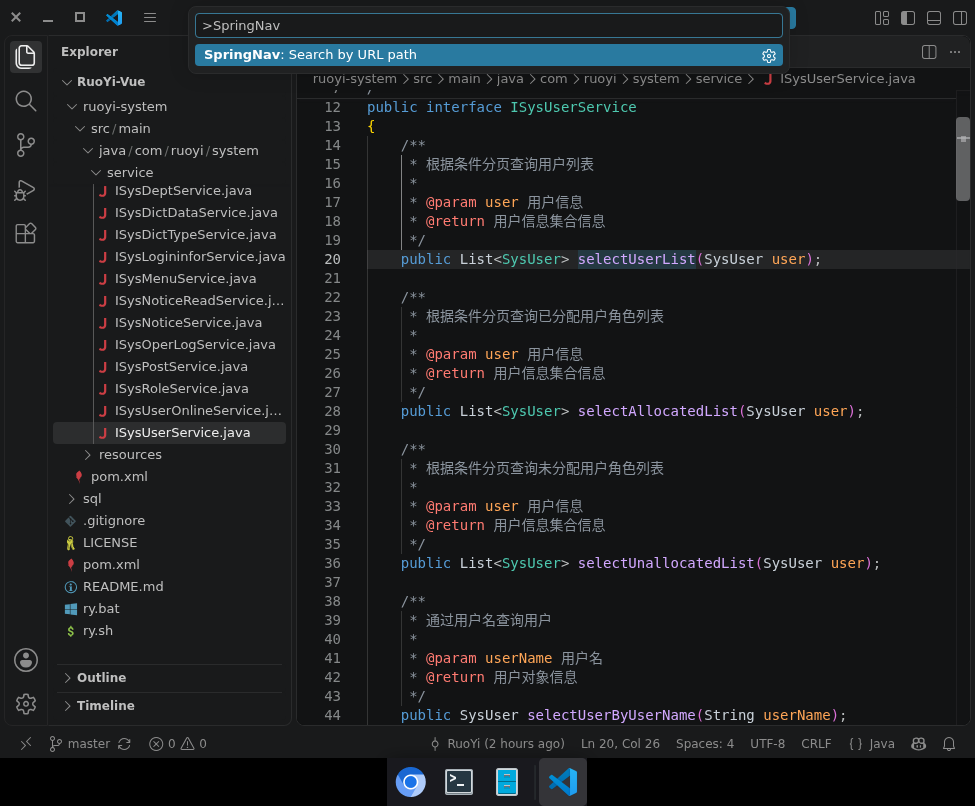 >SpringNav
SpringNav: Search by URL path
Explorer
RuoYi-Vue
ruoyi-system
src/main
java/com/ruoyi/system
service
ISysDeptService.java
ISysDictDataService.java
ISysDictTypeService.java
ISysLogininforService.java
ISysMenuService.java
ISysNoticeReadService.j...
ISysNoticeService.java
ISysOperLogService.java
ISysPostService.java
ISysRoleService.java
ISysUserOnlineService.j...
ISysUserService.java
resources
pom.xml
sql
.gitignore
LICENSE
pom.xml
README.md
ry.bat
ry.sh
Outline
Timeline
ruoyi-system > src > main > java > com > ruoyi > system > service > ISysUserService.java
12 public interface ISysUserService
13 {
14 /**
15 * 根据条件分页查询用户列表
16 *
17 * @param user 用户信息
18 * @return 用户信息集合信息
19 */
20 public List<SysUser> selectUserList(SysUser user);
21
22 /**
23 * 根据条件分页查询已分配用户角色列表
24 *
25 * @param user 用户信息
26 * @return 用户信息集合信息
27 */
28 public List<SysUser> selectAllocatedList(SysUser user);
29
30 /**
31 * 根据条件分页查询未分配用户角色列表
32 *
33 * @param user 用户信息
34 * @return 用户信息集合信息
35 */
36 public List<SysUser> selectUnallocatedList(SysUser user);
37
38 /**
39 * 通过用户名查询用户
40 *
41 * @param userName 用户名
42 * @return 用户对象信息
43 */
44 public SysUser selectUserByUserName(String userName);
master 0 0 RuoYi (2 hours ago) Ln 20, Col 26 Spaces: 4 UTF-8 CRLF { } Java